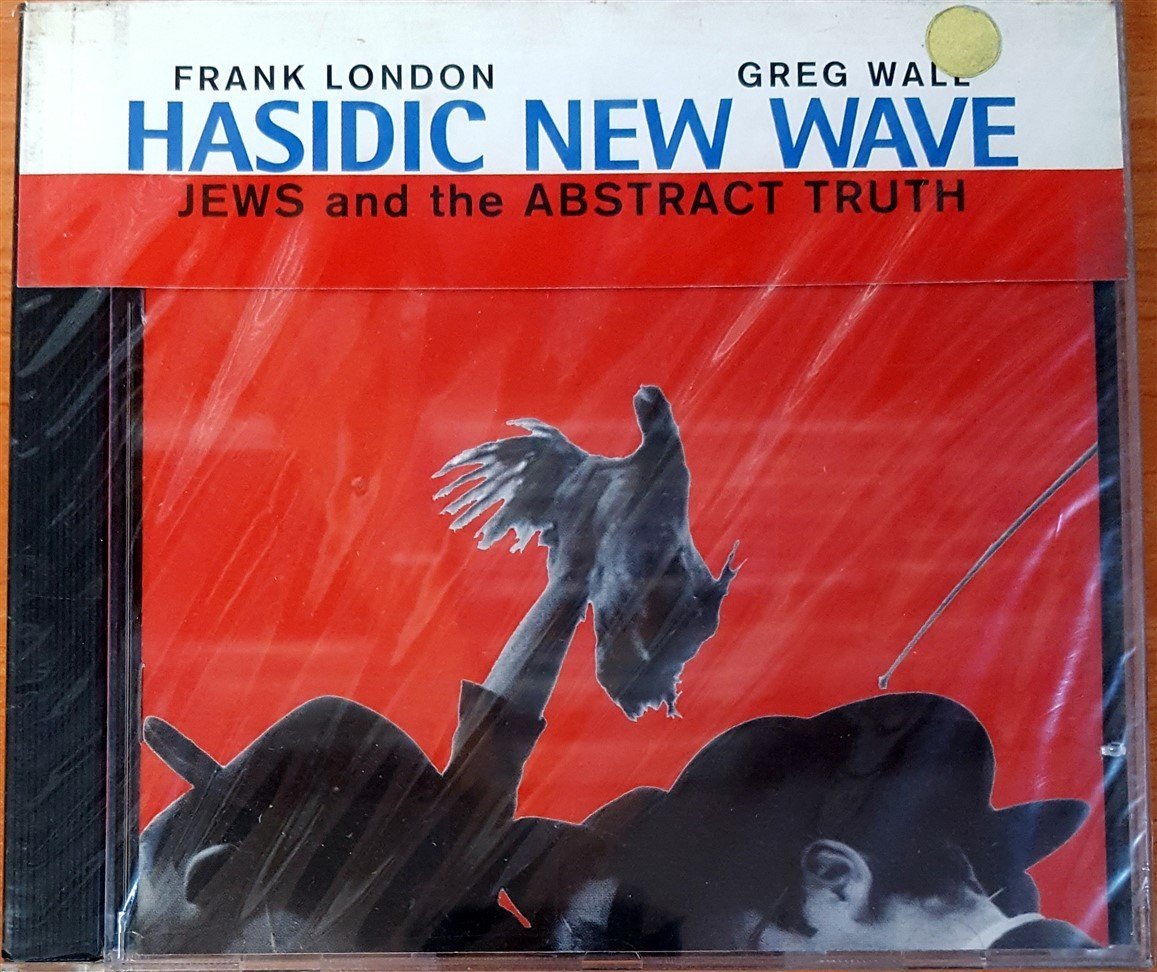 FRANK LONDON GREG WALL
HASIDIC NEW WAVE
JEWS and the ABSTRACT TRUTH